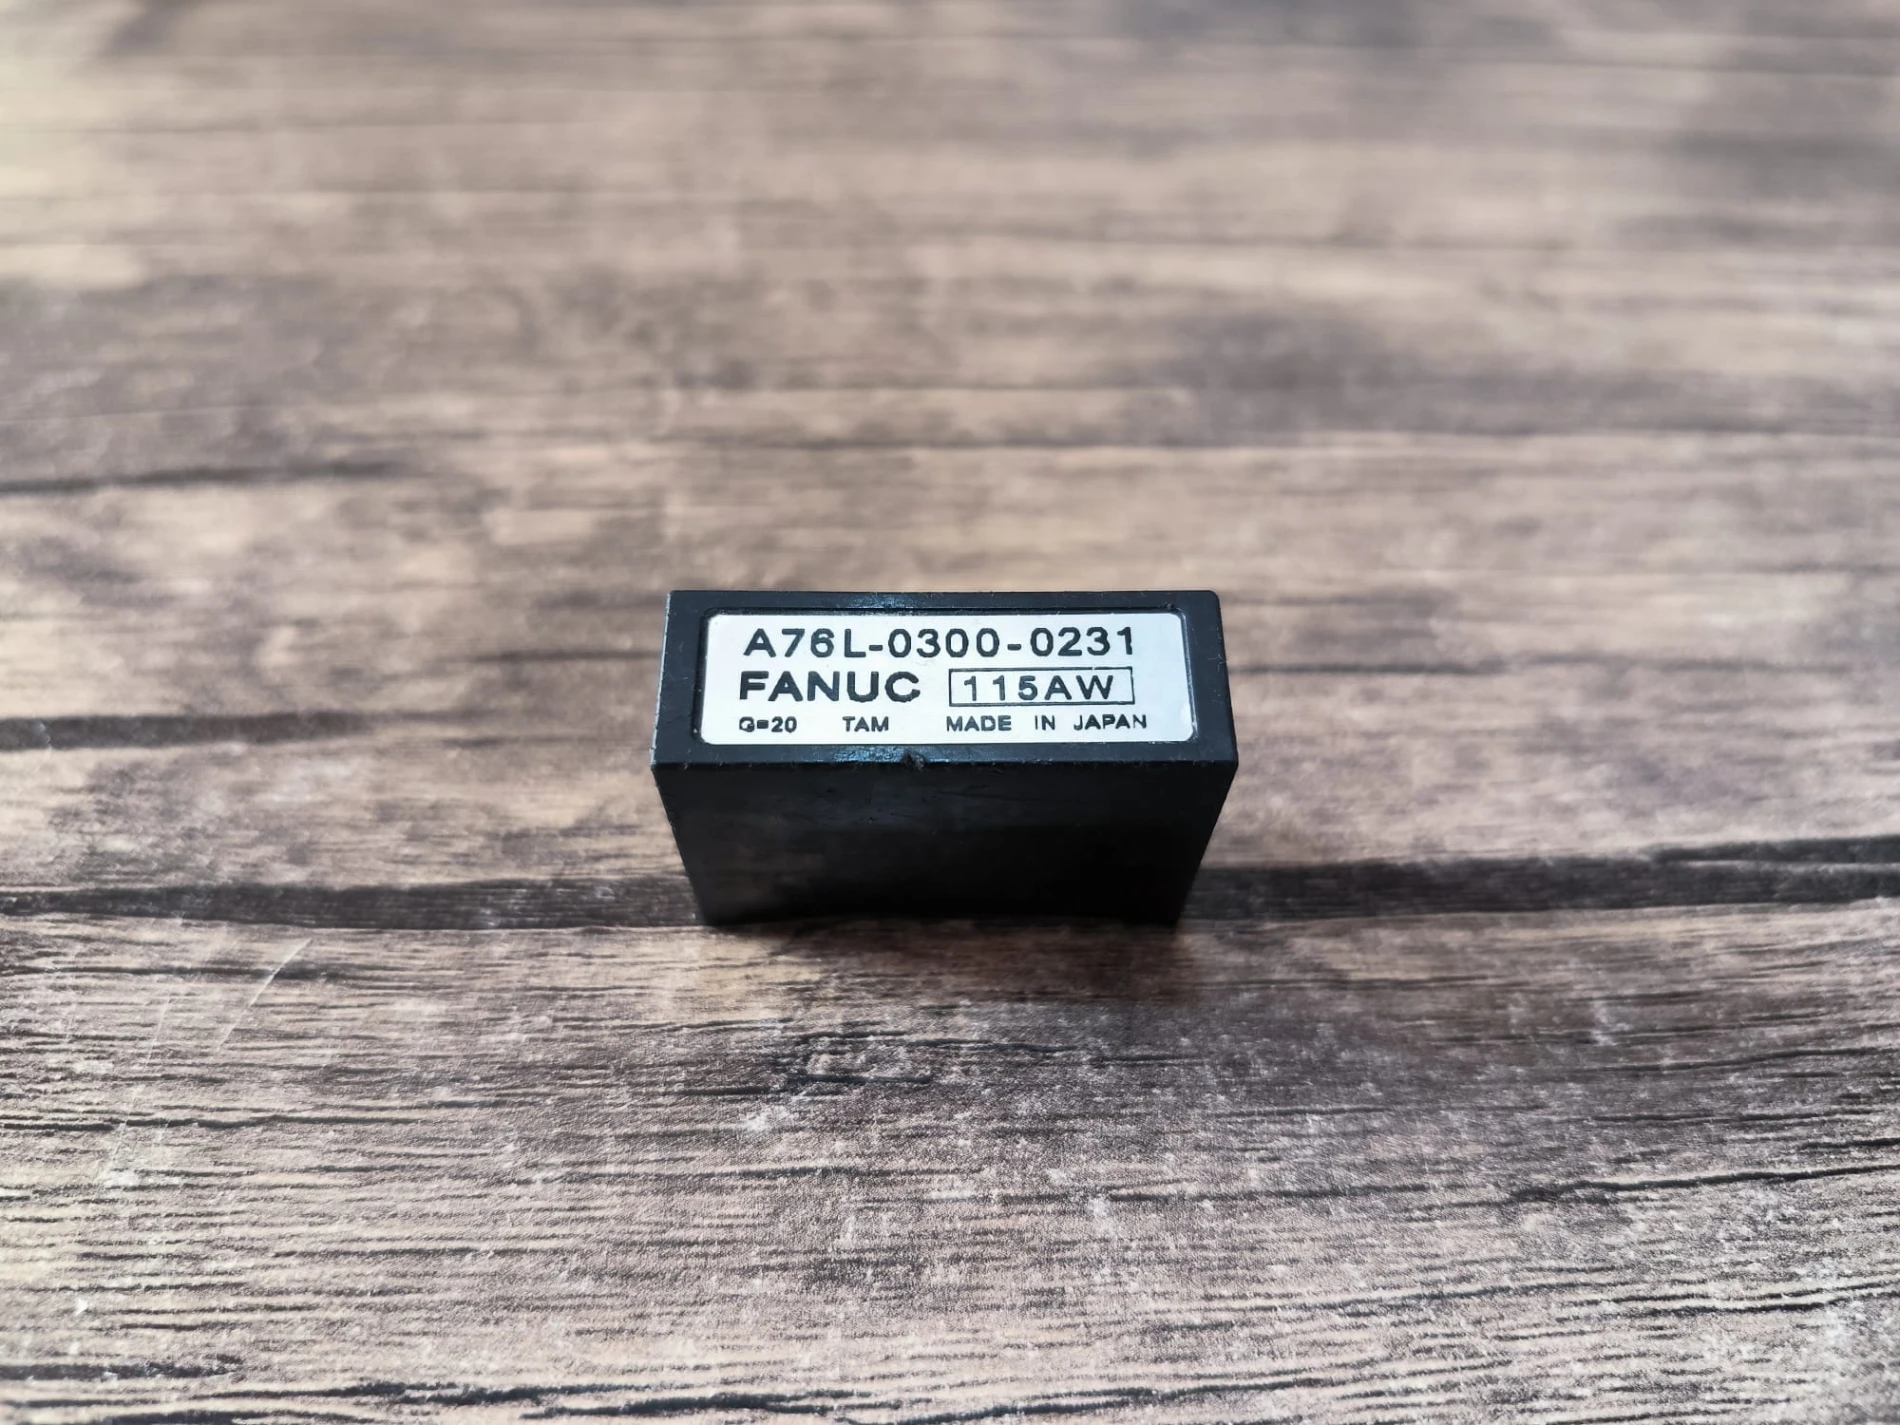 A76L-0300-0231
FANUC 115AW
G=20 TAM MADE IN JAPAN